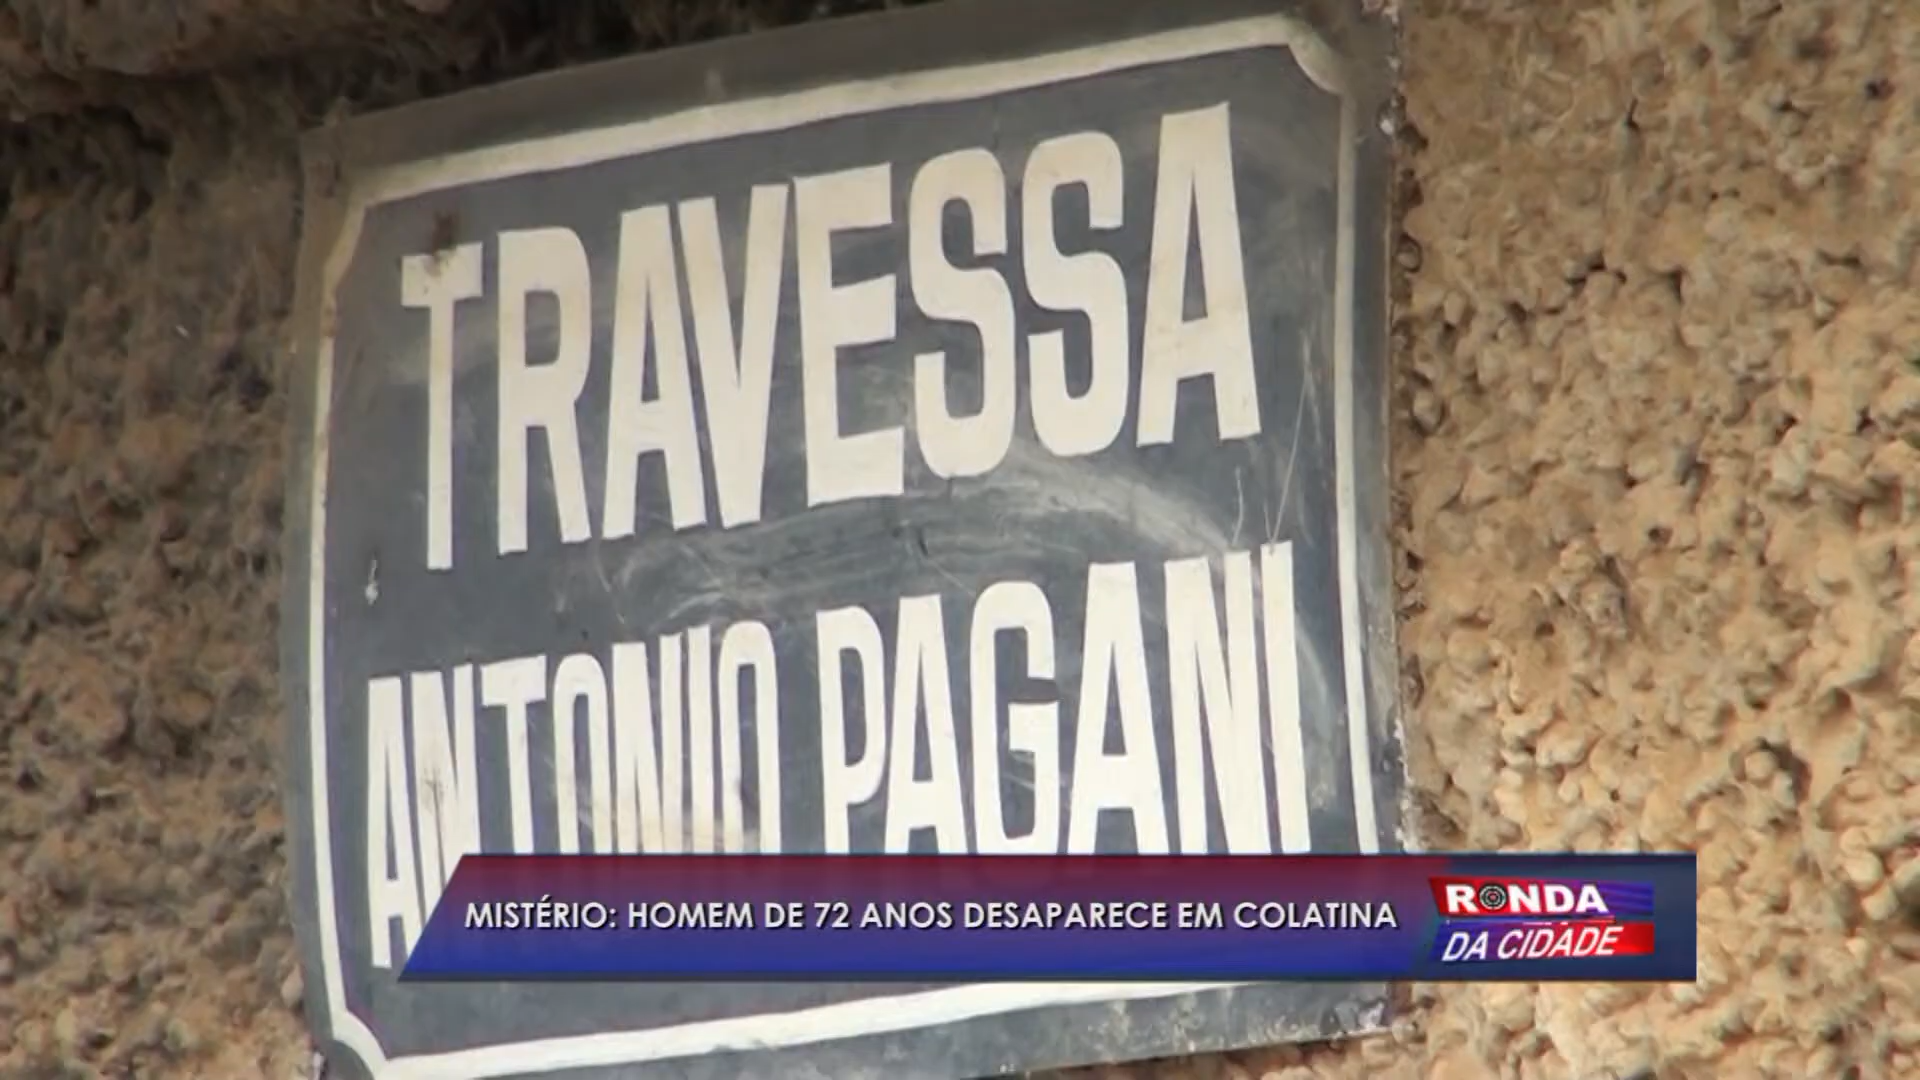 TRAVESSA
ANTONIO PAGANI
MISTÉRIO: HOMEM DE 72 ANOS DESAPARECE EM COLATINA
RONDA
DA CIDADE